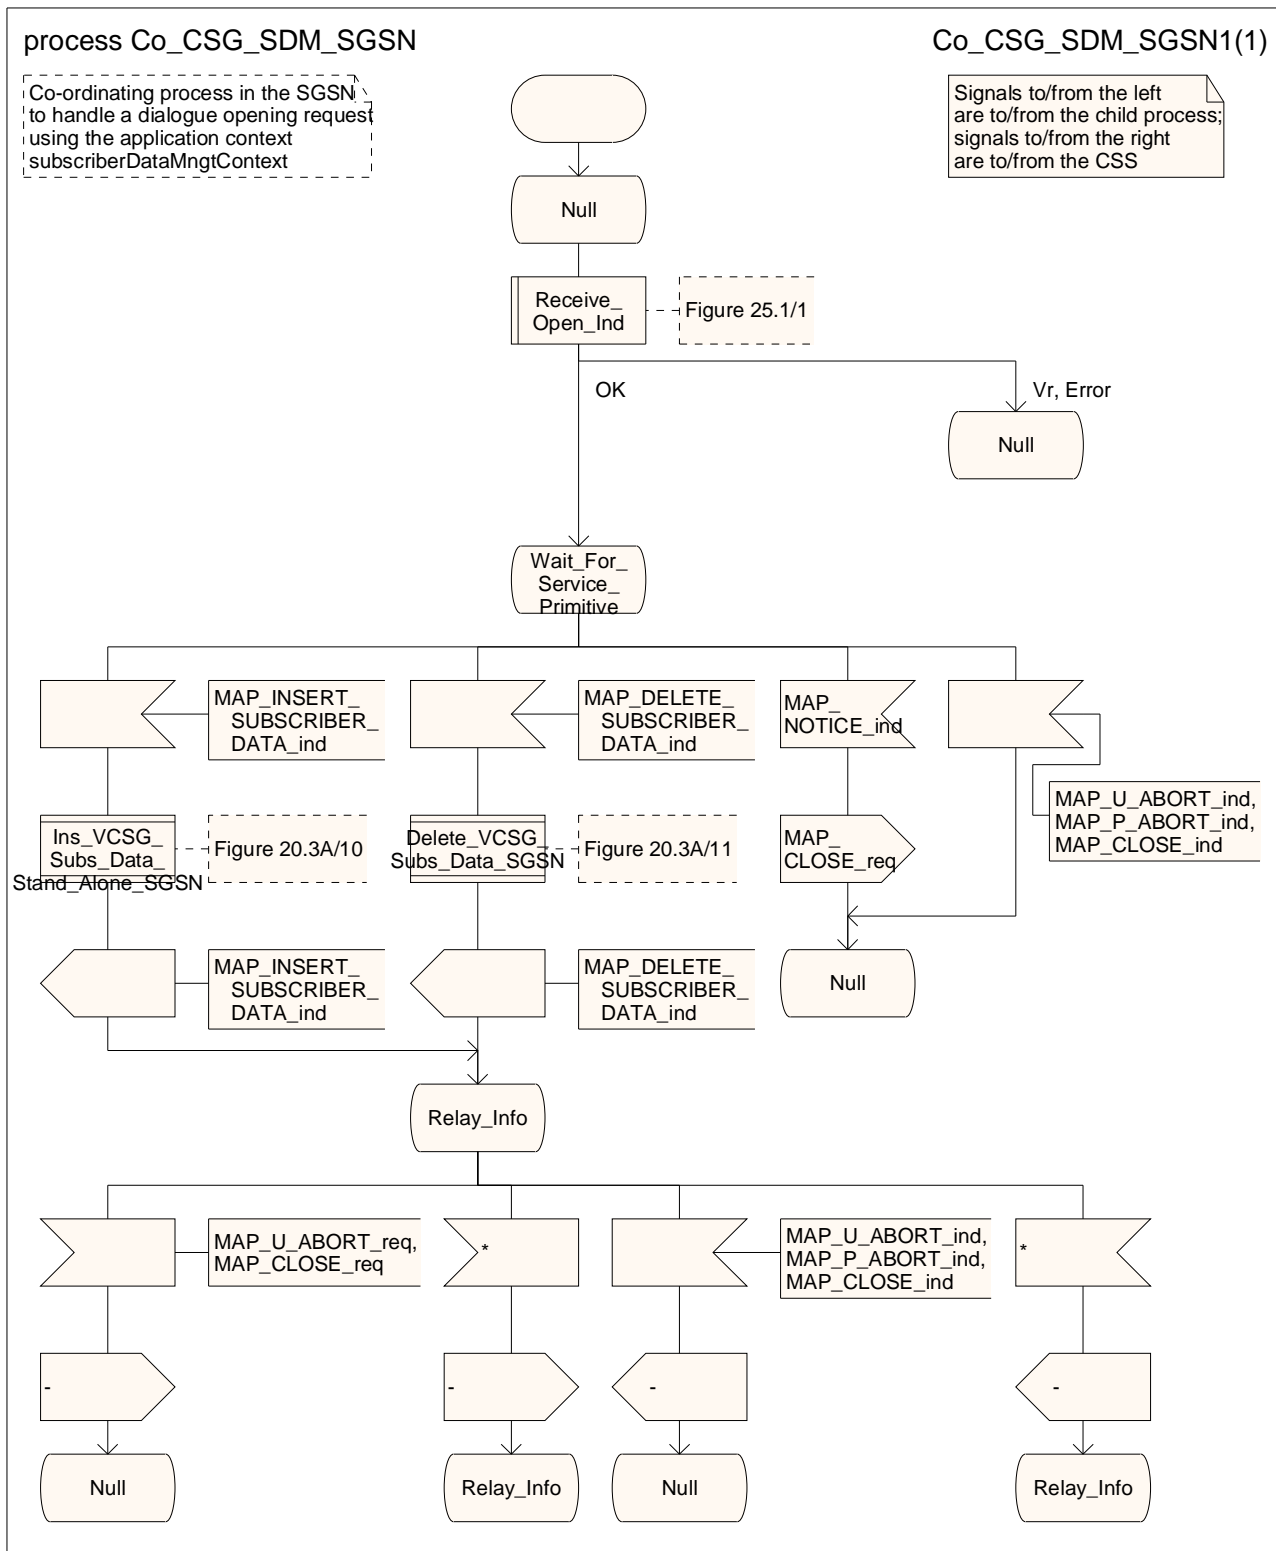 process Co_CSG_SDM_SGSN
Co_CSG_SDM_SGSN1(1)
Co-ordinating process in the SGSN
to handle a dialogue opening request
using the application context
subscriberDataMngtContext
Signals to/from the left
are to/from the child process;
signals to/from the right
are to/from the CSS
Null
Receive_
Open_Ind
Figure 25.1/1
OK
Vr, Error
Null
Wait_For_
Service_
Primitive
MAP_INSERT_
SUBSCRIBER_
DATA_ind
MAP_DELETE_
SUBSCRIBER_
DATA_ind
MAP_
NOTICE_ind
MAP_U_ABORT_ind,
MAP_P_ABORT_ind,
MAP_CLOSE_ind
Ins_VCSG_
Subs_Data_
Stand_Alone_SGSN
Figure 20.3A/10
Delete_VCSG_
Subs_Data_SGSN
Figure 20.3A/11
MAP_
CLOSE_req
MAP_INSERT_
SUBSCRIBER_
DATA_ind
MAP_DELETE_
SUBSCRIBER_
DATA_ind
Null
Relay_Info
MAP_U_ABORT_req,
MAP_CLOSE_req
*
MAP_U_ABORT_ind,
MAP_P_ABORT_ind,
MAP_CLOSE_ind
*
-
-
-
-
Null
Relay_Info
Null
Relay_Info